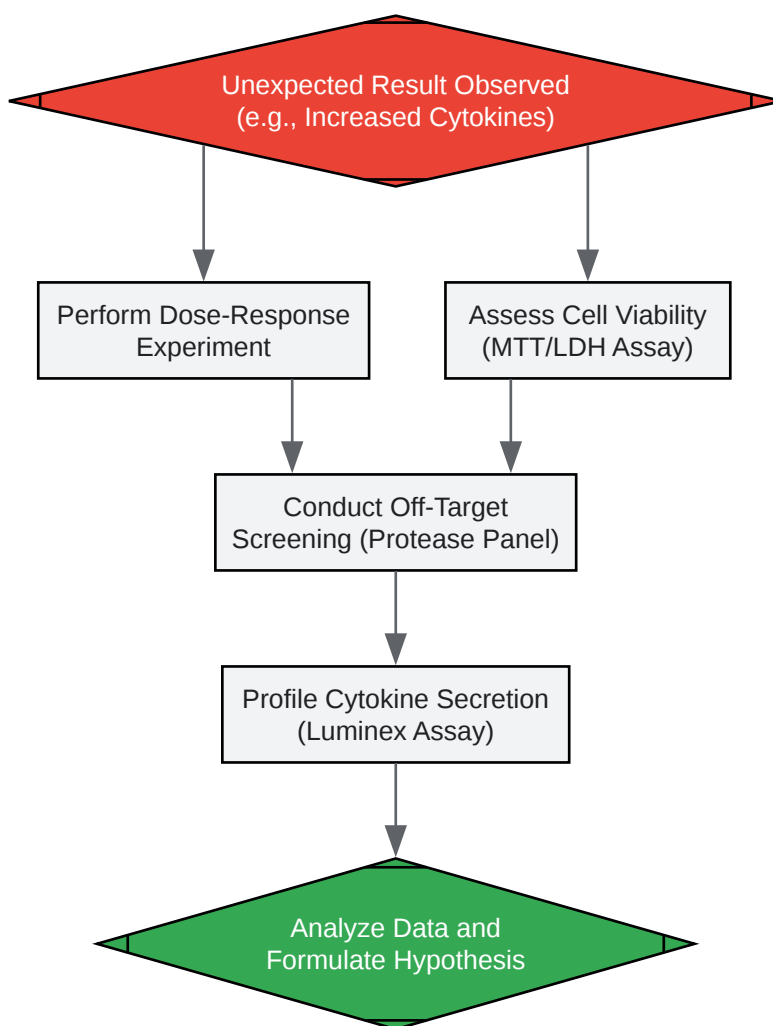 Unexpected Result Observed
(e.g., Increased Cytokines)
Perform Dose-Response
Experiment
Assess Cell Viability
(MTT/LDH Assay)
Conduct Off-Target
Screening (Protease Panel)
Profile Cytokine Secretion
(Luminex Assay)
Analyze Data and
Formulate Hypothesis